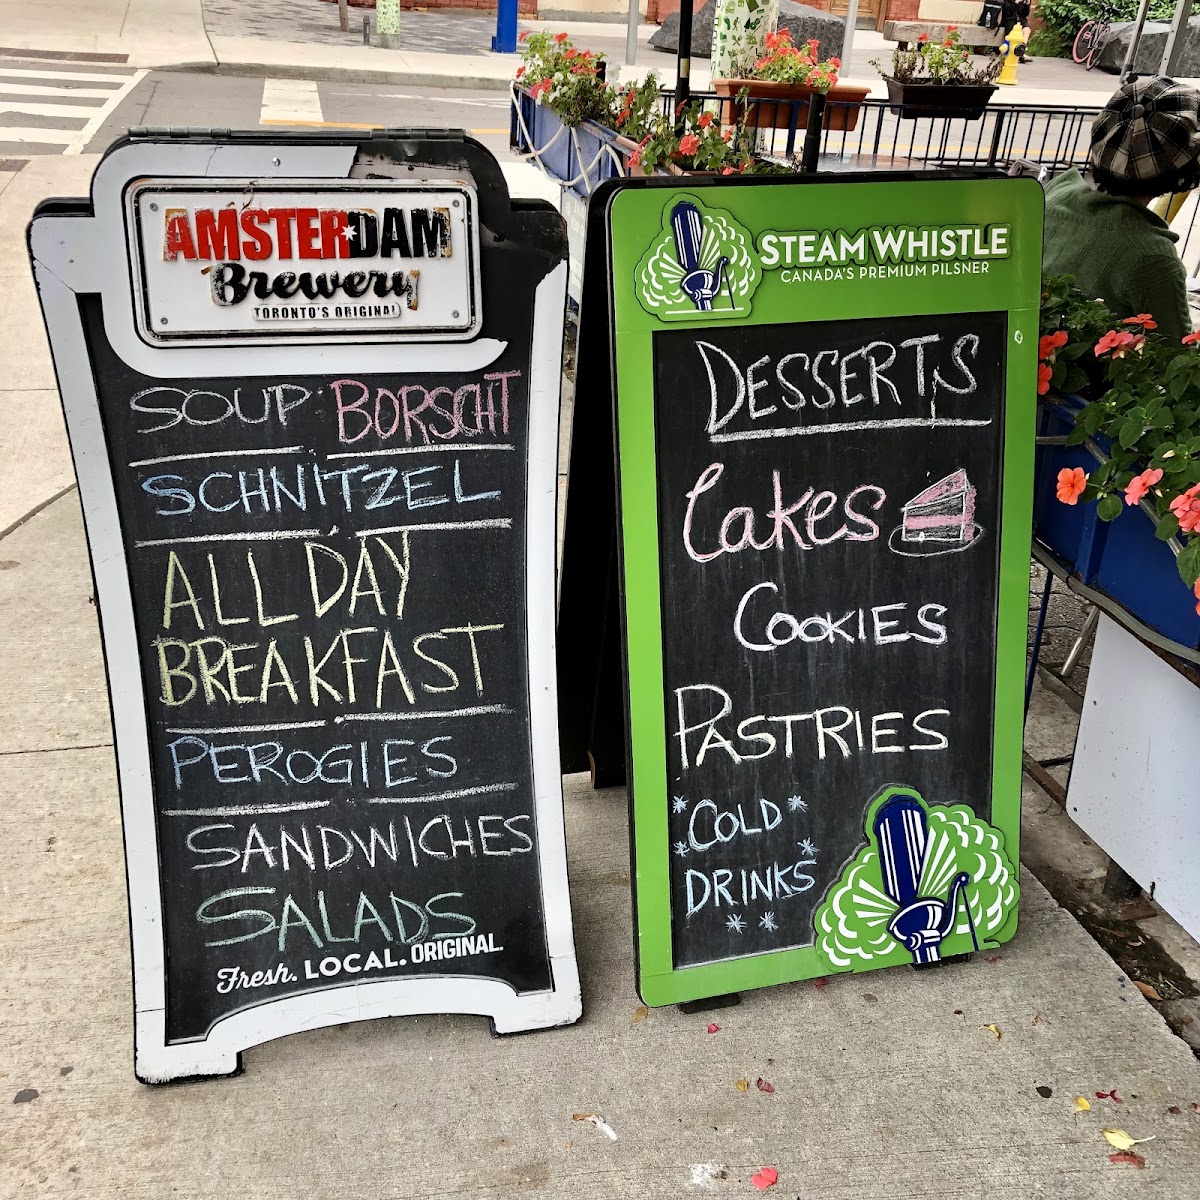 AMSTERDAM
Brewery
TORONTO'S ORIGINAL
SOUP: BORSCHT
SCHNITZEL
ALL DAY
BREAKFAST
PEROGIES
SANDWICHES
SALADS
Fresh. LOCAL. ORIGINAL.
STEAM WHISTLE
CANADA'S PREMIUM PILSNER
DESSERTS
Cakes
COOKIES
PASTRIES
COLD
DRINKS